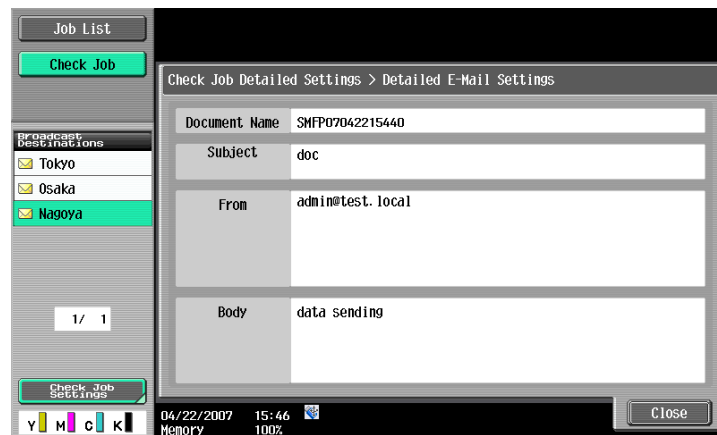 Job List
Check Job
Broadcast
Destinations
Tokyo
Osaka
Nagoya
1/ 1
Check Job
Settings
Y M C K
Check Job Detailed Settings > Detailed E-Mail Settings
Document Name SMFP07042215440
Subject doc
From admin@test.local
Body data sending
04/22/2007 15:46
Memory 100%
Close